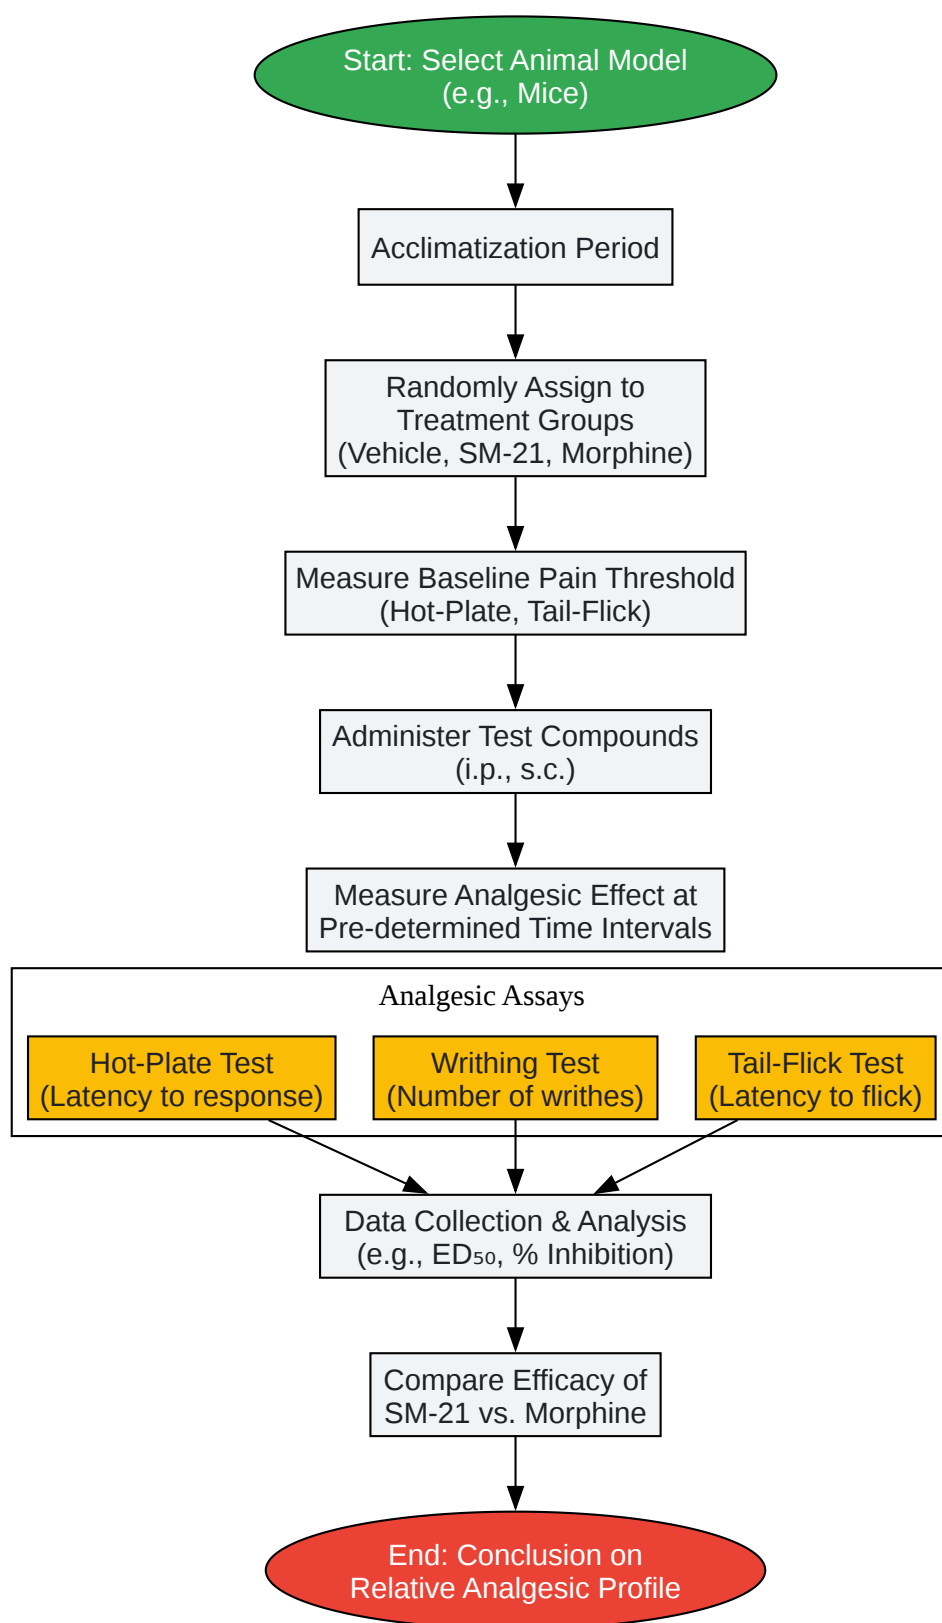 Start: Select Animal Model
(e.g., Mice)
Acclimatization Period
Randomly Assign to
Treatment Groups
(Vehicle, SM-21, Morphine)
Measure Baseline Pain Threshold
(Hot-Plate, Tail-Flick)
Administer Test Compounds
(i.p., s.c.)
Measure Analgesic Effect at
Pre-determined Time Intervals
Analgesic Assays
Hot-Plate Test
(Latency to response)
Writhing Test
(Number of writhes)
Tail-Flick Test
(Latency to flick)
Data Collection & Analysis
(e.g., ED₅₀, % Inhibition)
Compare Efficacy of
SM-21 vs. Morphine
End: Conclusion on
Relative Analgesic Profile